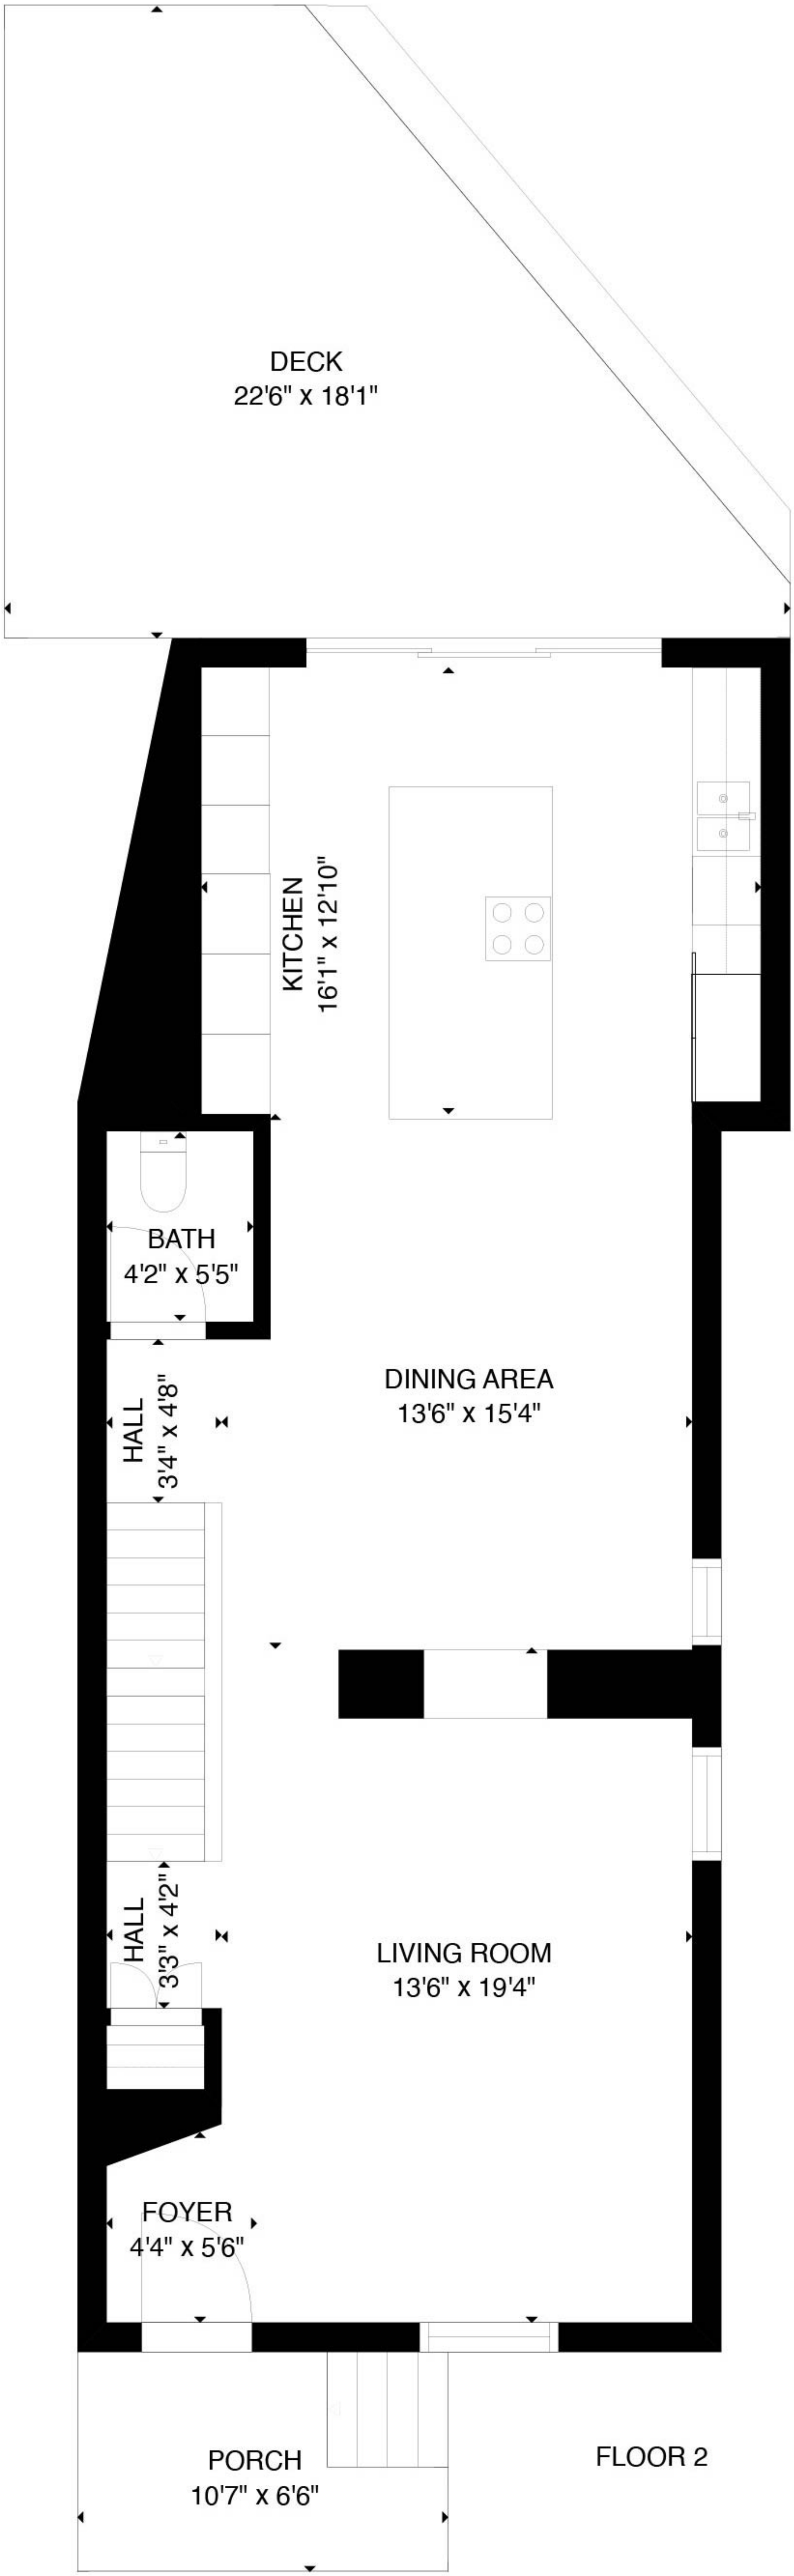 DECK
22'6" x 18'1"
KITCHEN
16'1" x 12'10"
BATH
4'2" x 5'5"
HALL
3'4" x 4'8"
DINING AREA
13'6" x 15'4"
HALL
3'3" x 4'2"
LIVING ROOM
13'6" x 19'4"
FOYER
4'4" x 5'6"
PORCH
10'7" x 6'6"
FLOOR 2